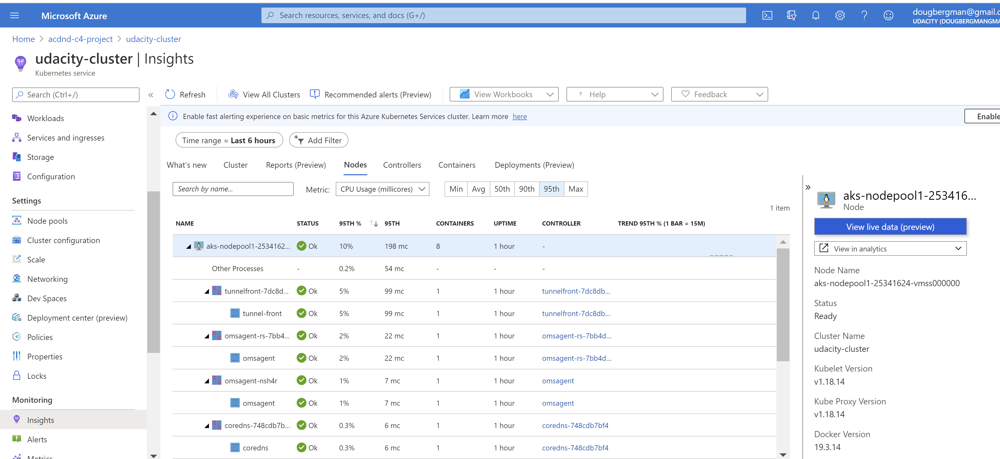 Microsoft Azure
Search resources, services, and docs (G+/)
dougbergman@gmail.c
UDACITY (DOUGBERGMANGMA
Home > acdnd-c4-project > udacity-cluster
udacity-cluster | Insights
Kubernetes service
Search (Ctrl+/)
«
Refresh
View All Clusters
Recommended alerts (Preview)
View Workbooks
? Help
Feedback
Workloads
Services and ingresses
Storage
Configuration
Settings
Node pools
Cluster configuration
Scale
Networking
Dev Spaces
Deployment center (preview)
Policies
Properties
Locks
Monitoring
Insights
Alerts
Metrics
Enable fast alerting experience on basic metrics for this Azure Kubernetes Services cluster. Learn more here
Enable
Time range = Last 6 hours
Add Filter
What's new Cluster Reports (Preview) Nodes Controllers Containers Deployments (Preview)
Search by name...
Metric: CPU Usage (millicores)
Min Avg 50th 90th 95th Max
1 item
NAME STATUS 95TH % 95TH CONTAINERS UPTIME CONTROLLER TREND 95TH % (1 BAR = 15M)
aks-nodepool1-2534162... Ok 10% 198 mc 8 1 hour -
Other Processes - 0.2% 54 mc - - -
tunnelfront-7dc8d... Ok 5% 99 mc 1 1 hour tunnelfront-7dc8db...
tunnel-front Ok 5% 99 mc 1 1 hour tunnelfront-7dc8db...
omsagent-rs-7bb4... Ok 2% 22 mc 1 1 hour omsagent-rs-7bb4d...
omsagent Ok 2% 22 mc 1 1 hour omsagent-rs-7bb4d...
omsagent-nsh4r Ok 1% 7 mc 1 1 hour omsagent
omsagent Ok 1% 7 mc 1 1 hour omsagent
coredns-748cdb7b... Ok 0.3% 6 mc 1 1 hour coredns-748cdb7bf4
coredns Ok 0.3% 6 mc 1 1 hour coredns-748cdb7bf4
»
aks-nodepool1-253416...
Node
View live data (preview)
View in analytics
Node Name
aks-nodepool1-25341624-vmss000000
Status
Ready
Cluster Name
udacity-cluster
Kubelet Version
v1.18.14
Kube Proxy Version
v1.18.14
Docker Version
19.3.14